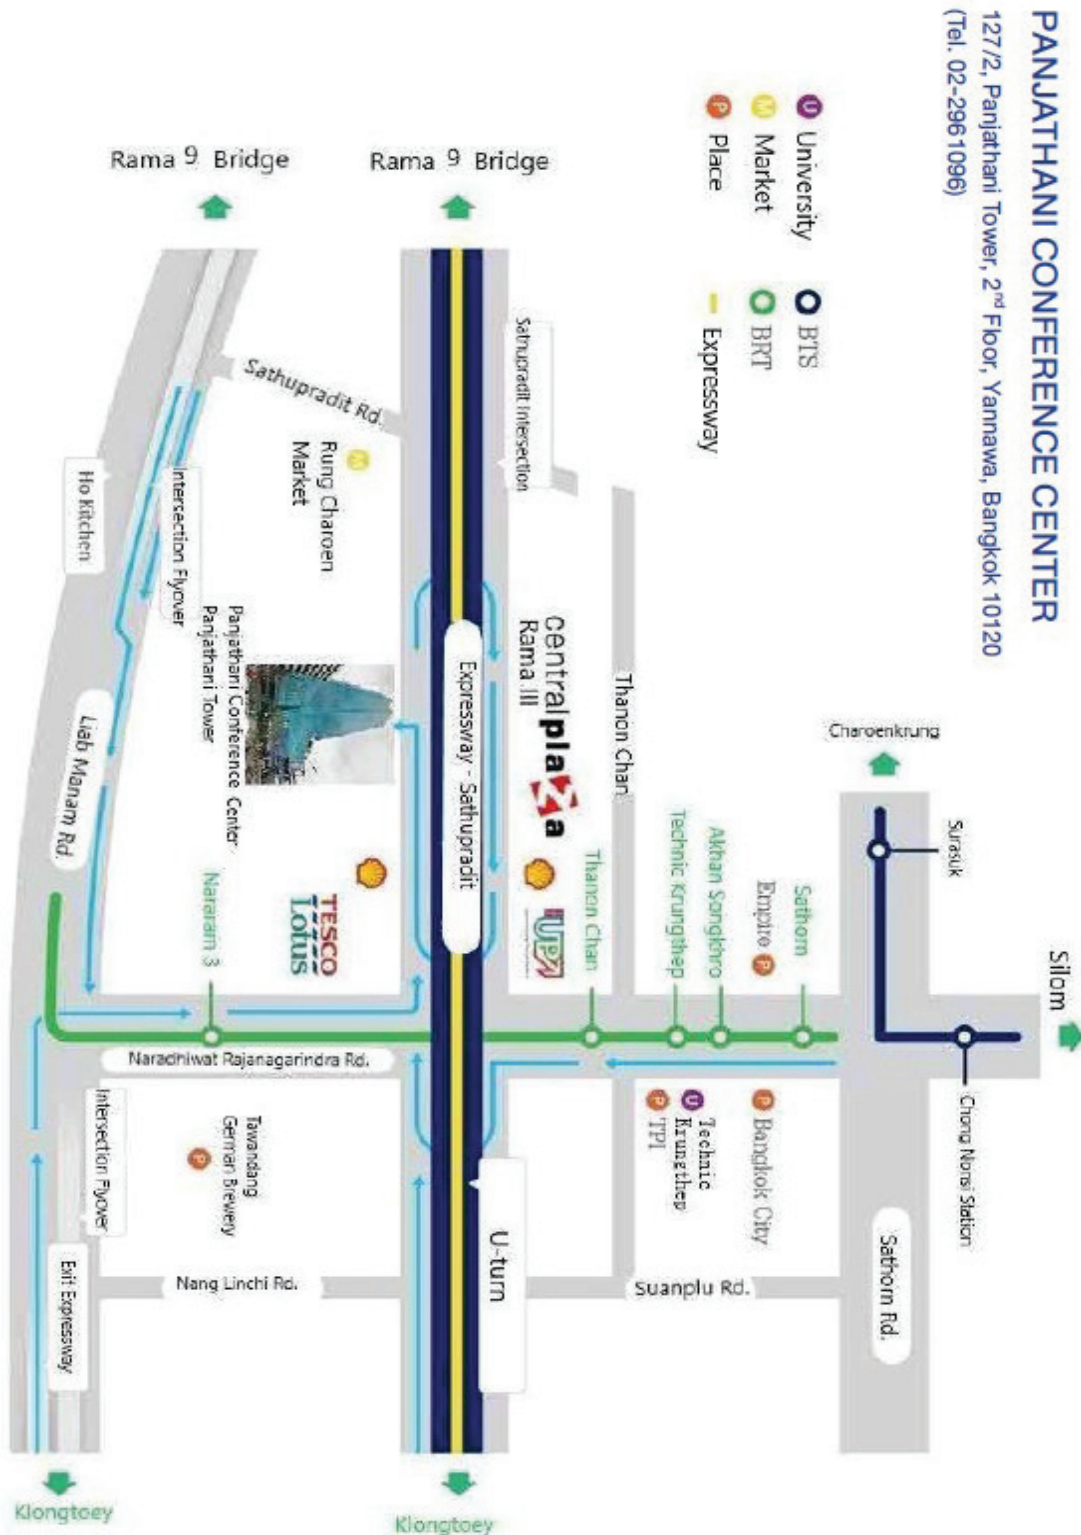 PANJATHANI CONFERENCE CENTER
127/2, Panjathani Tower, 2nd Floor, Yannawa, Bangkok 10120
(Tel. 02-2961096)
U University
M Market
P Place
BTS
BRT
Expressway
Rama 9 Bridge
Rama 9 Bridge
Sathupradit Rd.
Sathupradit Intersection
Ho Kitchen
Intersection Flyover
M
Rung Charoen
Market
Panjathani Conference Center
Panjathani Tower
Liab Manam Rd.
Expressway - Sathupradit
Centralplaza
Rama III
Thanon Chan
Charoenkrung
Surasuk
Silom
Chong Nonsi Station
Sathorn Rd.
Sathorn
Empire P
Akhan Songkhro
Technic Krungthep
Thanon Chan
UP
TESCO
Lotus
Nararam 3
Naradhiwat Rajanagarindra Rd.
P Bangkok City
U Technic
Krungthep
P TPI
Tawandang
German Brewery
P
Intersection Flyover
Exit Expressway
U-turn
Nang Linchi Rd.
Suanplu Rd.
Klongtoey
Klongtoey